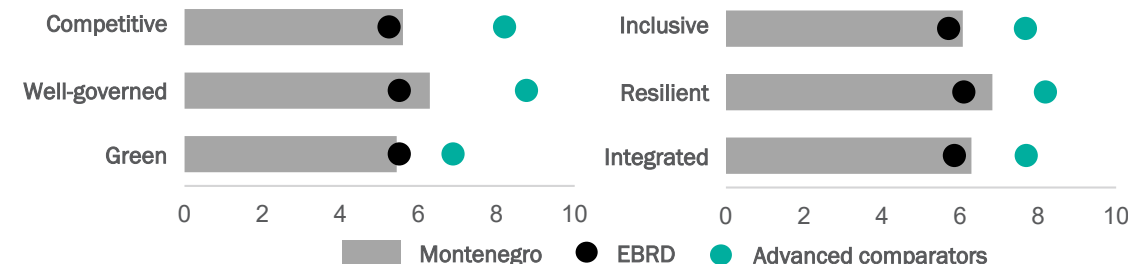 Competitive
Well-governed
Green
0 2 4 6 8 10
Inclusive
Resilient
Integrated
0 2 4 6 8 10
Montenegro EBRD Advanced comparators